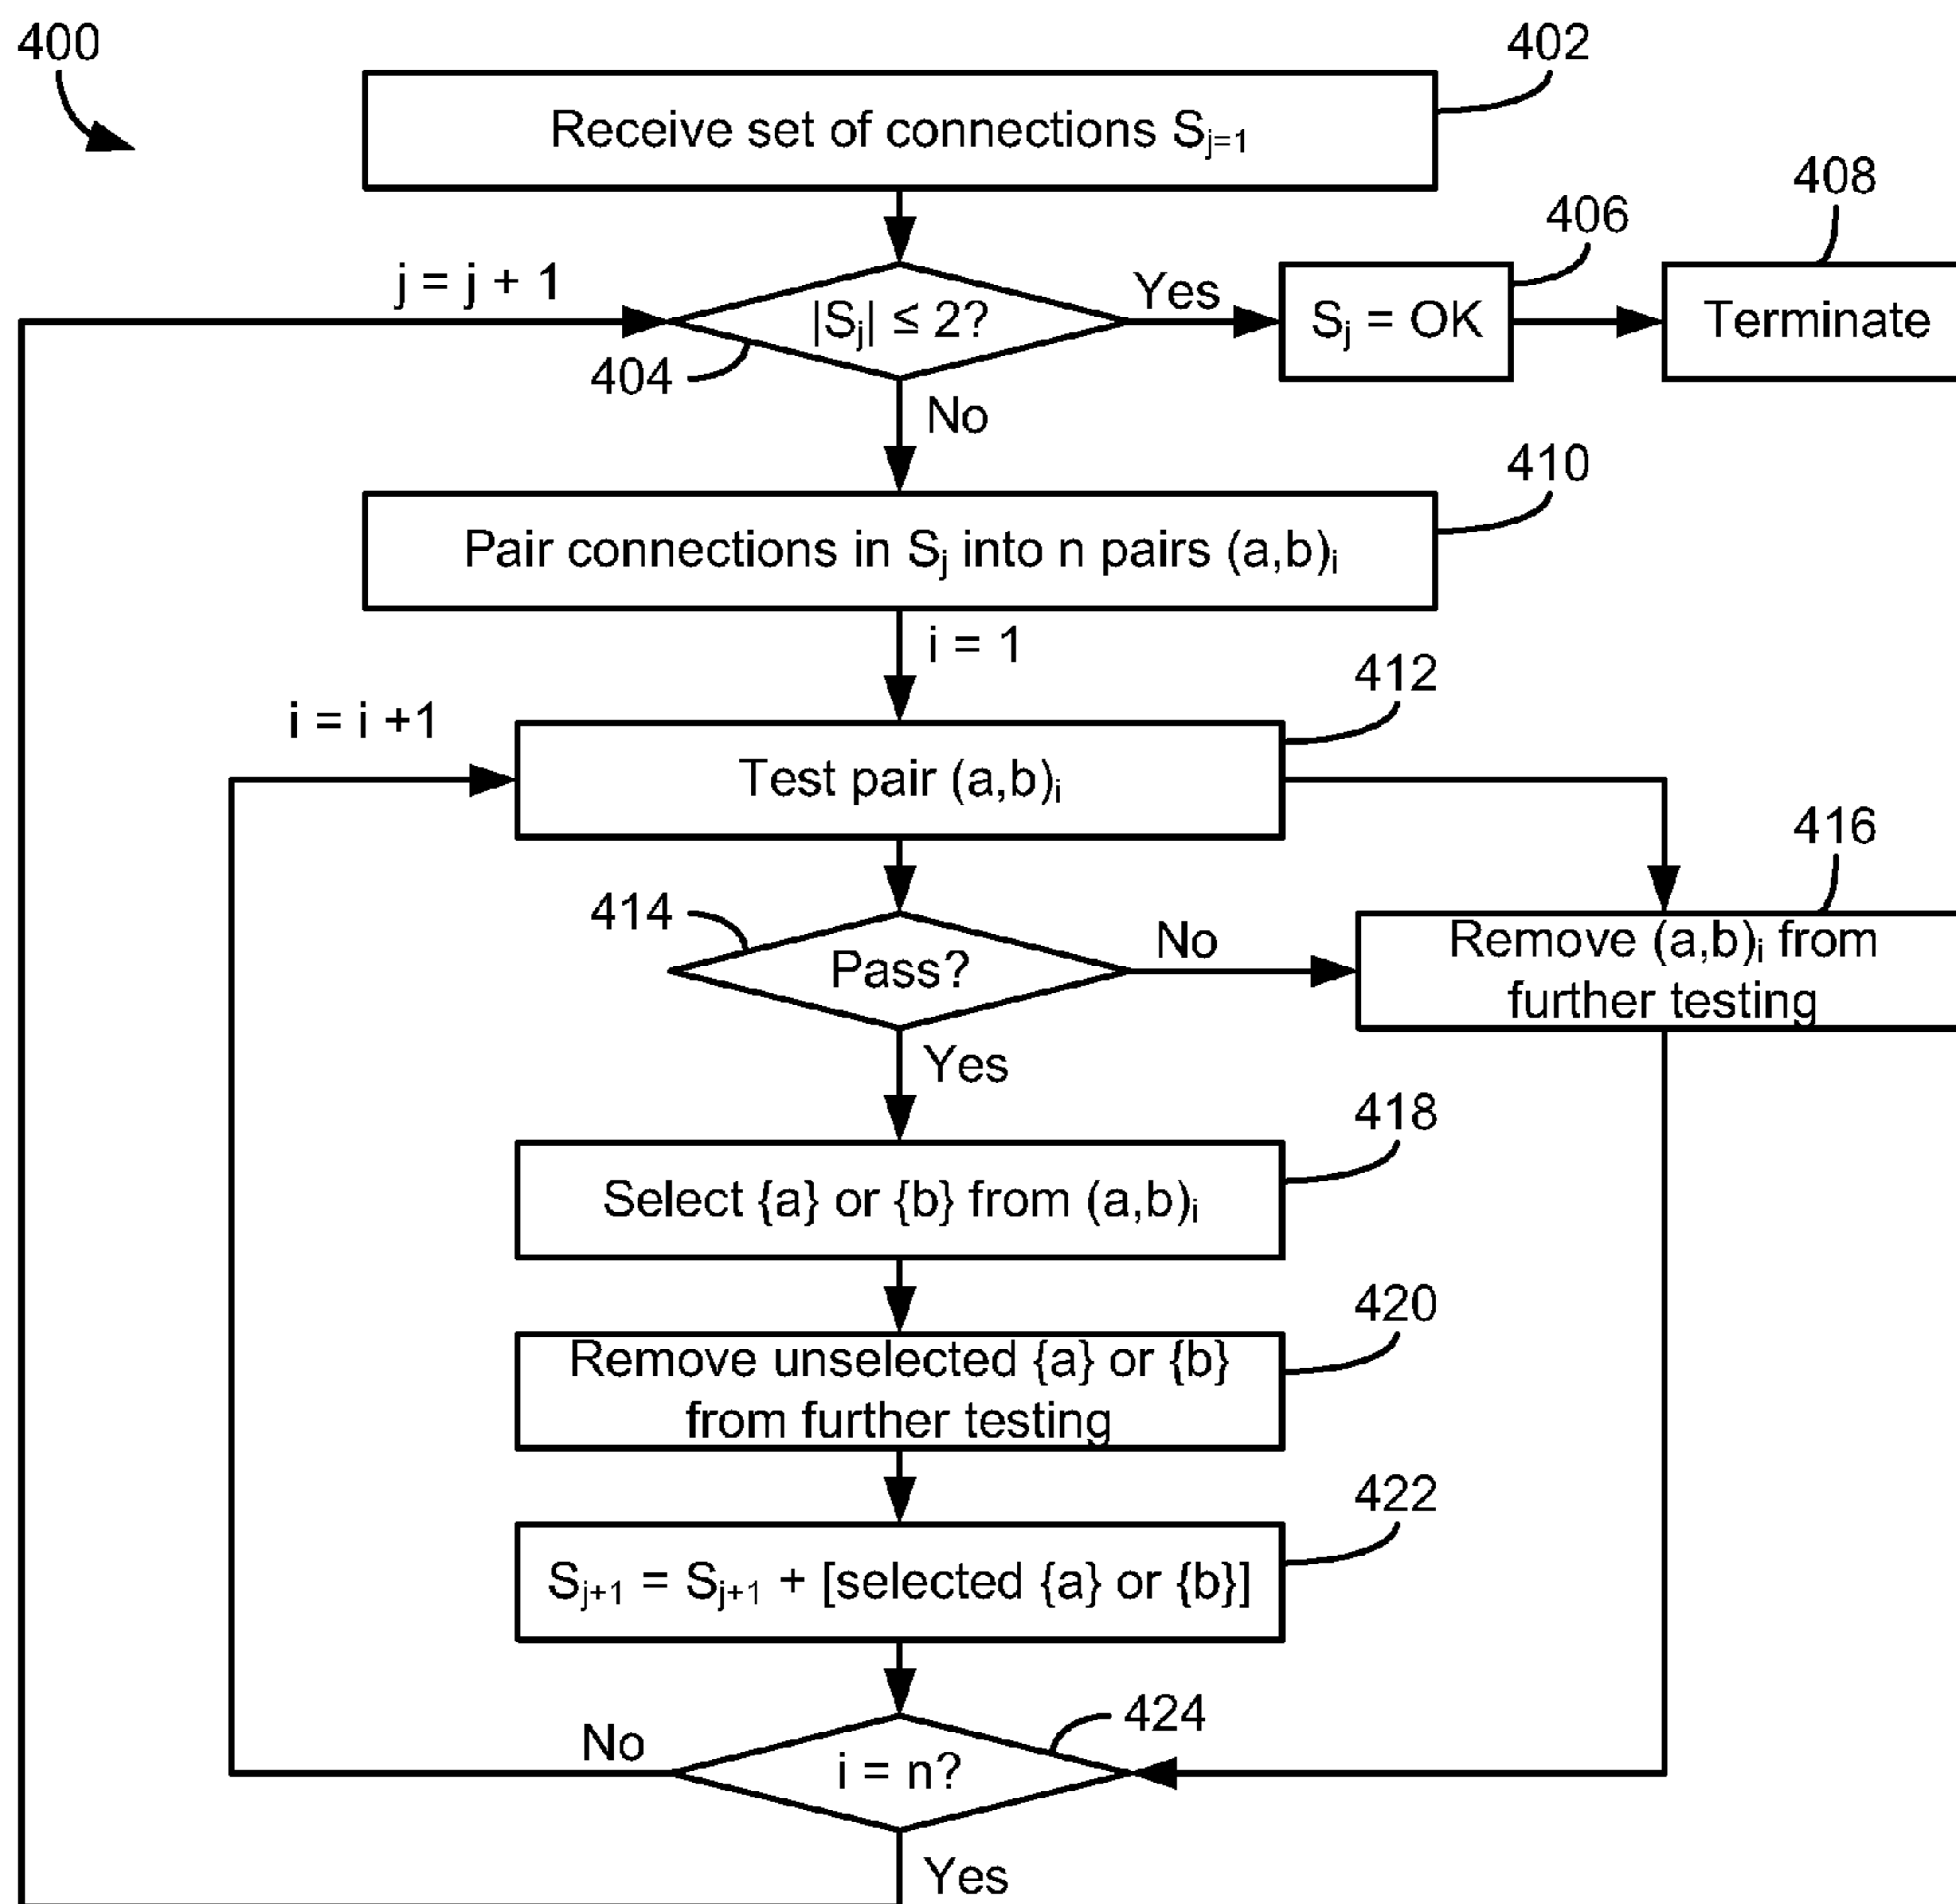 400
402
Receive set of connections Sj=1
408
406
j = j + 1
|Sj| ≤ 2?
Yes
Sj = OK
Terminate
404
No
410
Pair connections in Sj into n pairs (a,b)i
i = 1
412
i = i +1
Test pair (a,b)i
416
414
Pass?
No
Remove (a,b)i from
further testing
Yes
418
Select {a} or {b} from (a,b)i
420
Remove unselected {a} or {b}
from further testing
422
Sj+1 = Sj+1 + [selected {a} or {b}]
424
No
i = n?
Yes